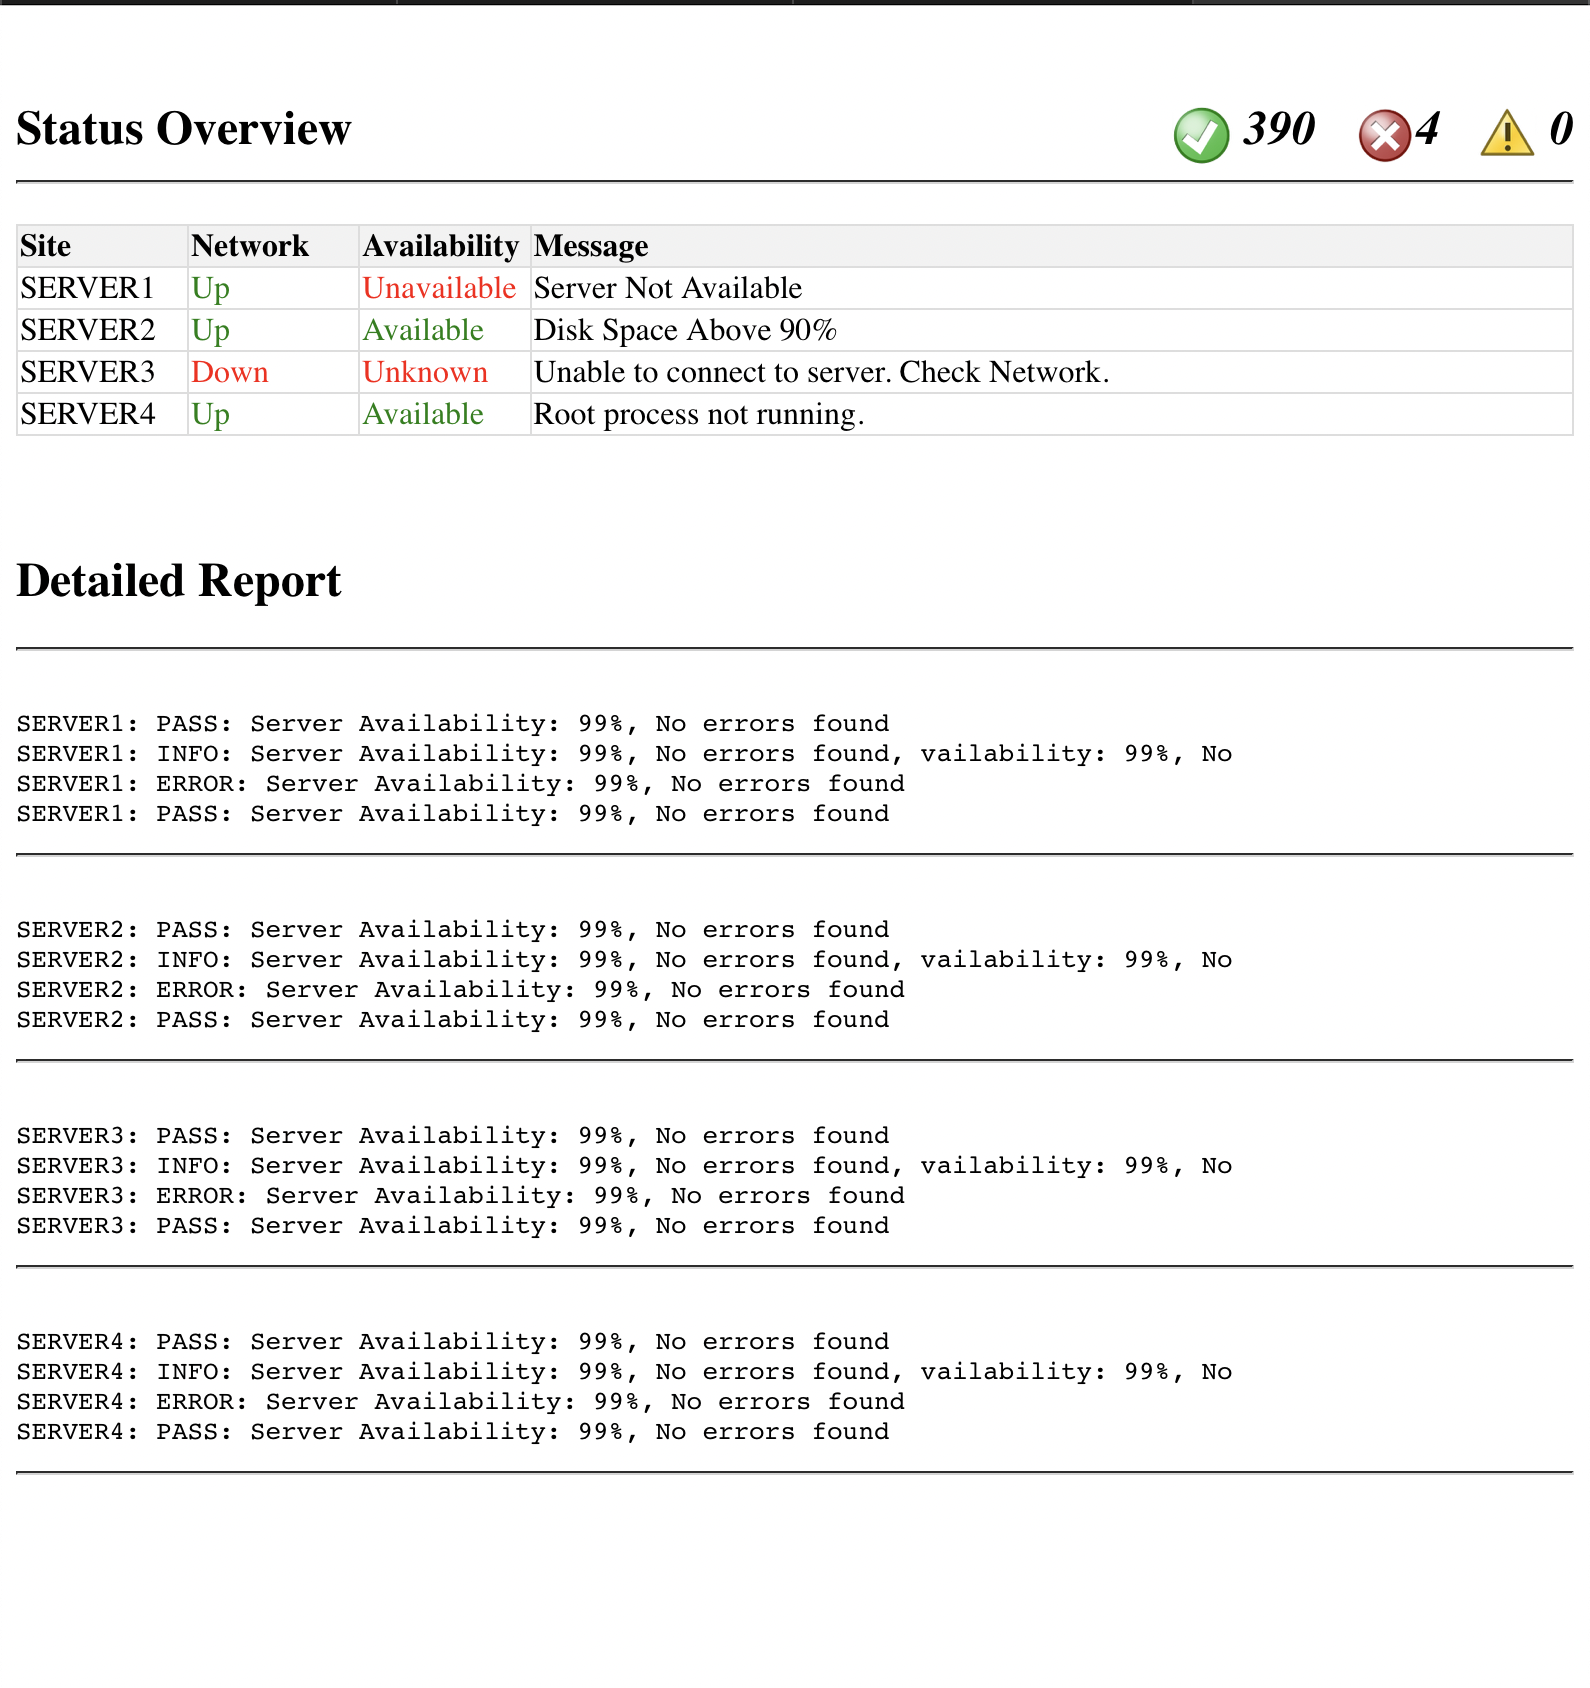 Status Overview 390 4 0
Site Network Availability Message
SERVER1 Up Unavailable Server Not Available
SERVER2 Up Available Disk Space Above 90%
SERVER3 Down Unknown Unable to connect to server. Check Network.
SERVER4 Up Available Root process not running.
Detailed Report
SERVER1: PASS: Server Availability: 99%, No errors found
SERVER1: INFO: Server Availability: 99%, No errors found, vailability: 99%, No
SERVER1: ERROR: Server Availability: 99%, No errors found
SERVER1: PASS: Server Availability: 99%, No errors found
SERVER2: PASS: Server Availability: 99%, No errors found
SERVER2: INFO: Server Availability: 99%, No errors found, vailability: 99%, No
SERVER2: ERROR: Server Availability: 99%, No errors found
SERVER2: PASS: Server Availability: 99%, No errors found
SERVER3: PASS: Server Availability: 99%, No errors found
SERVER3: INFO: Server Availability: 99%, No errors found, vailability: 99%, No
SERVER3: ERROR: Server Availability: 99%, No errors found
SERVER3: PASS: Server Availability: 99%, No errors found
SERVER4: PASS: Server Availability: 99%, No errors found
SERVER4: INFO: Server Availability: 99%, No errors found, vailability: 99%, No
SERVER4: ERROR: Server Availability: 99%, No errors found
SERVER4: PASS: Server Availability: 99%, No errors found